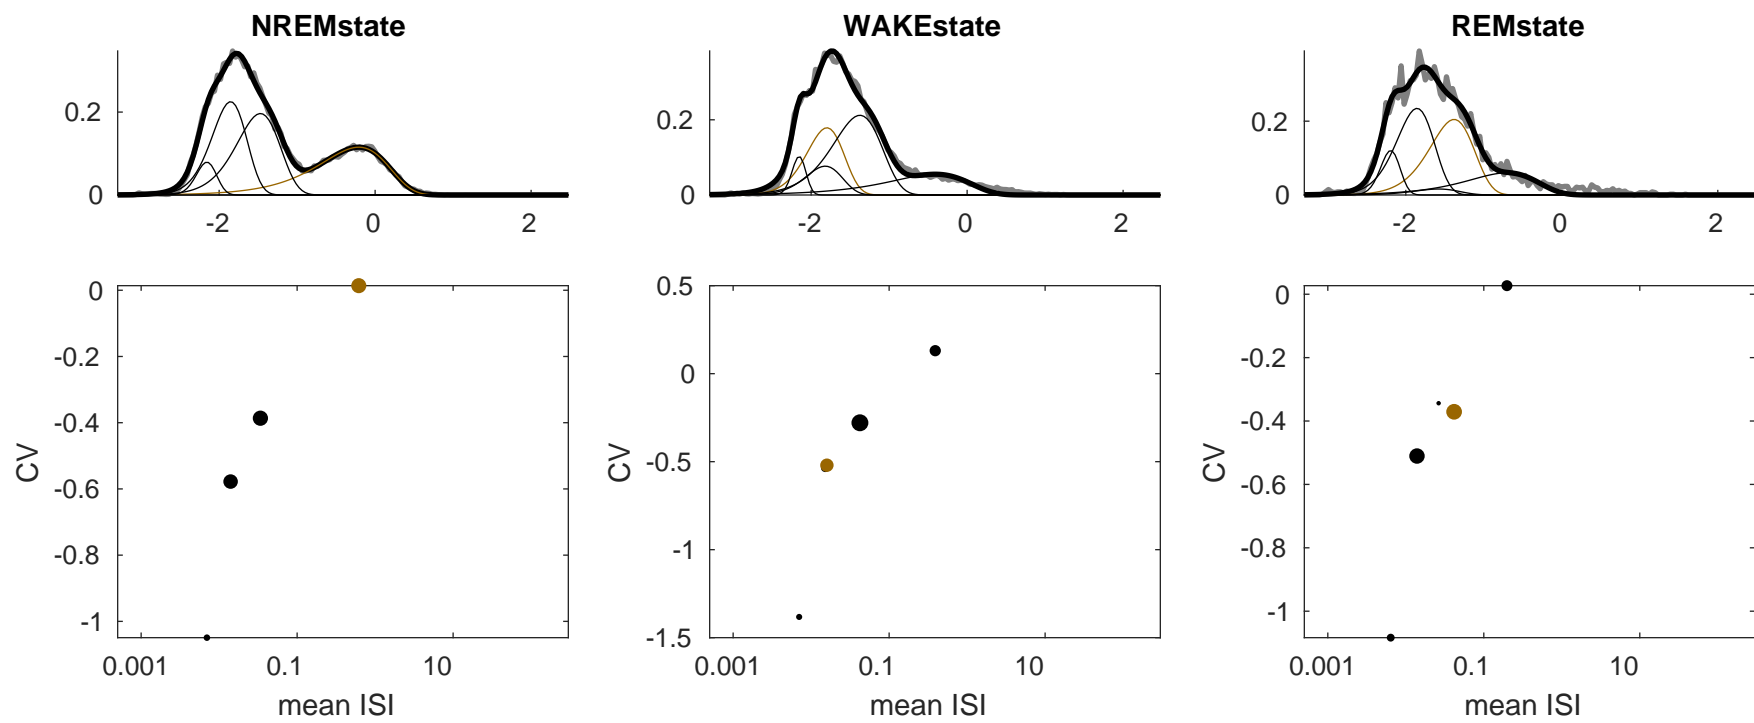 NREMstate WAKEstate REMstate
0.2 0.2 0.2
0 0 0
-2 0 2 -2 0 2 -2 0 2
0 0.5 0
-0.2 0 -0.2
-0.4 -0.5 -0.4
-0.6 -1 -0.6
-0.8 -1.5 -0.8
-1 -1
CV CV CV
0.001 0.1 10 0.001 0.1 10 0.001 0.1 10
mean ISI mean ISI mean ISI